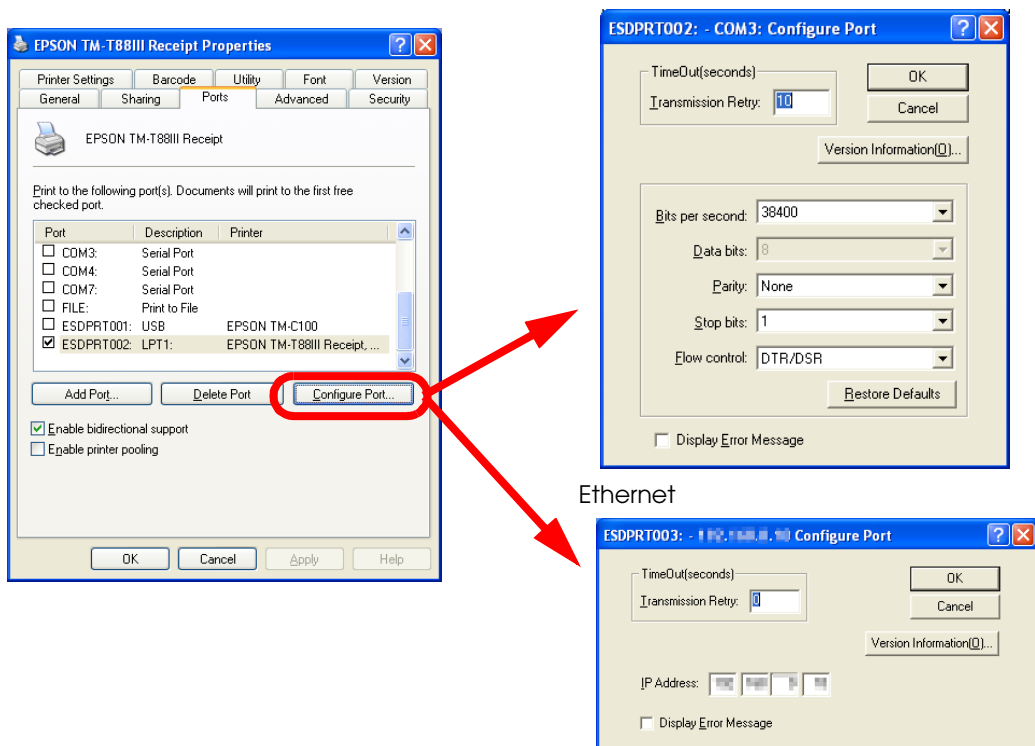 EPSON TM-T88III Receipt Properties
Printer Settings Barcode Utility Font Version
General Sharing Ports Advanced Security
EPSON TM-T88III Receipt
Print to the following port(s). Documents will print to the first free
checked port.
Port Description Printer
COM3: Serial Port
COM4: Serial Port
COM7: Serial Port
FILE: Print to File
ESDPRT001: USB EPSON TM-C100
ESDPRT002: LPT1: EPSON TM-T88III Receipt, ...
Add Port... Delete Port Configure Port...
Enable bidirectional support
Enable printer pooling
OK Cancel Apply Help
ESDPRT002: - COM3: Configure Port
TimeOut(seconds)
Transmission Retry: 10
OK
Cancel
Version Information(O)...
Bits per second: 38400
Data bits: 8
Parity: None
Stop bits: 1
Flow control: DTR/DSR
Restore Defaults
Display Error Message
Ethernet
ESDPRT003: - Configure Port
TimeOut(seconds)
Transmission Retry: 0
OK
Cancel
Version Information(O)...
IP Address:
Display Error Message